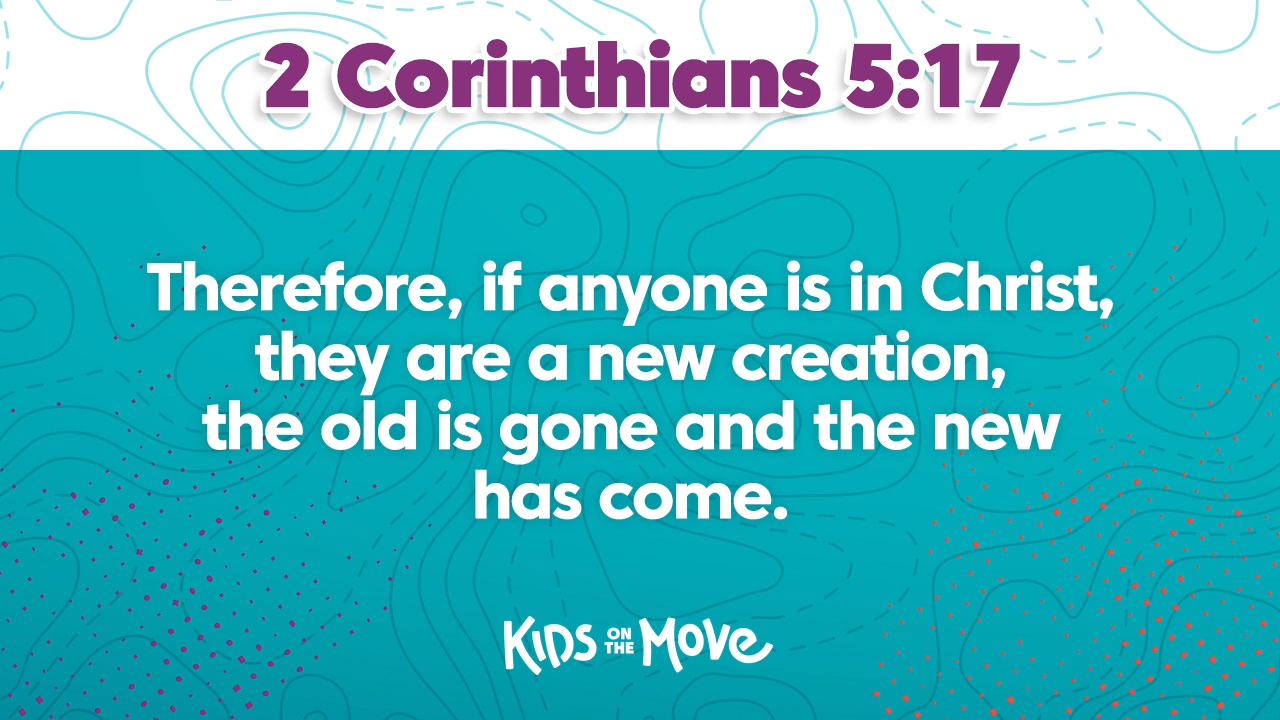 2 Corinthians 5:17
Therefore, if anyone is in Christ,
they are a new creation,
the old is gone and the new
has come.
KIDS ON THE MOVE